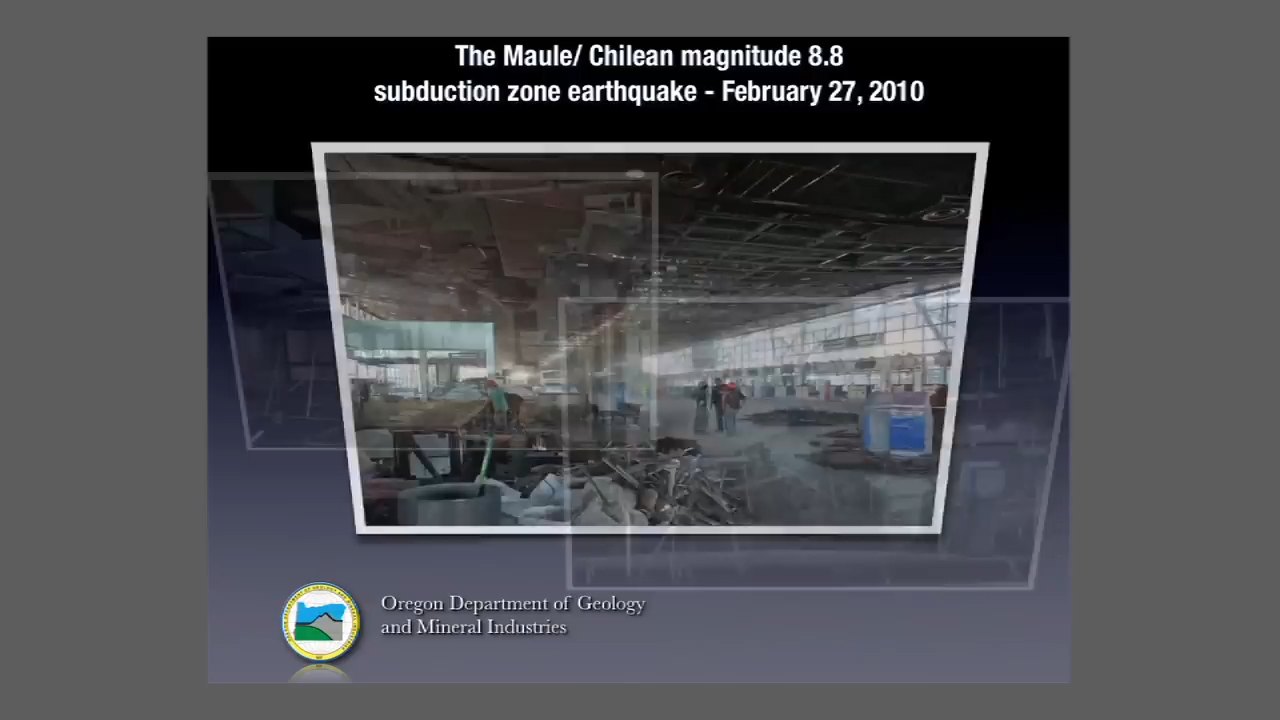 The Maule/ Chilean magnitude 8.8
subduction zone earthquake - February 27, 2010
Oregon Department of Geology
and Mineral Industries